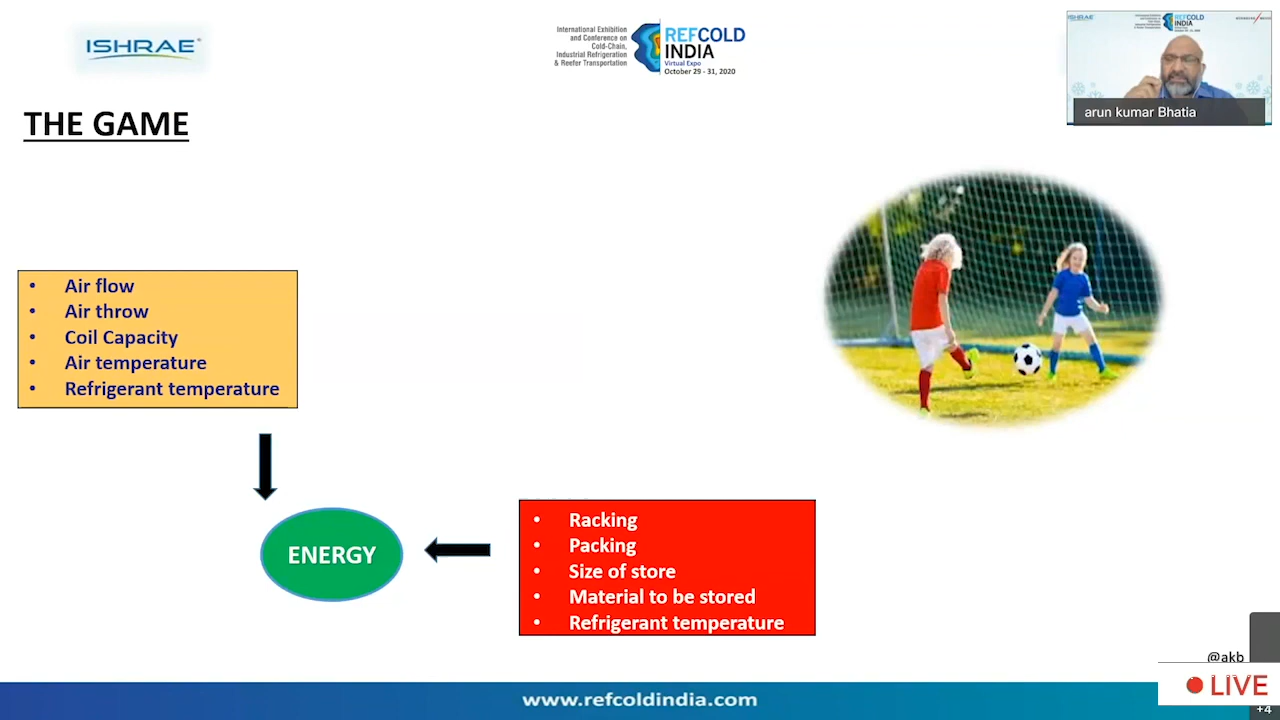 ISHRAE
International Exhibition
and Conference on
Cold-Chain,
Industrial Refrigeration
& Reefer Transportation
REFCOLD
INDIA
Virtual Expo
October 29 - 31, 2020
arun kumar Bhatia
THE GAME
• Air flow
• Air throw
• Coil Capacity
• Air temperature
• Refrigerant temperature
ENERGY
• Racking
• Packing
• Size of store
• Material to be stored
• Refrigerant temperature
@akb
LIVE
www.refcoldindia.com
+4